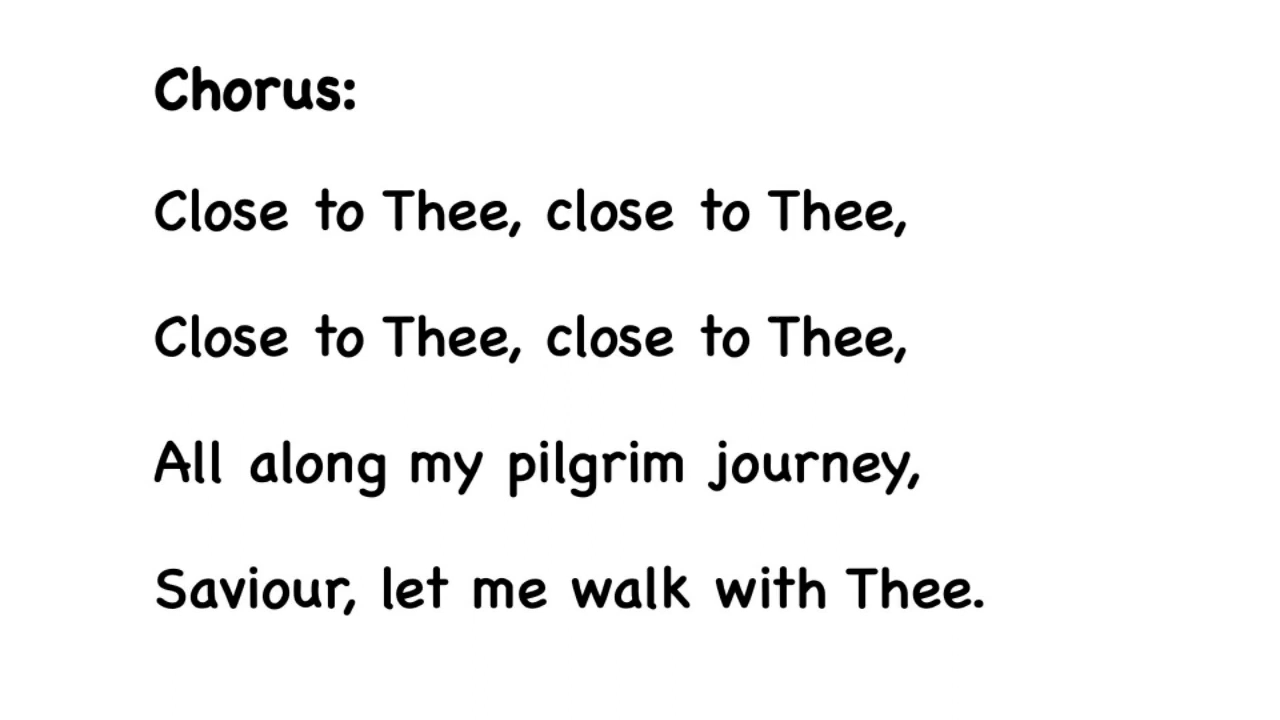 Chorus:
Close to Thee, close to Thee,
Close to Thee, close to Thee,
All along my pilgrim journey,
Saviour, let me walk with Thee.